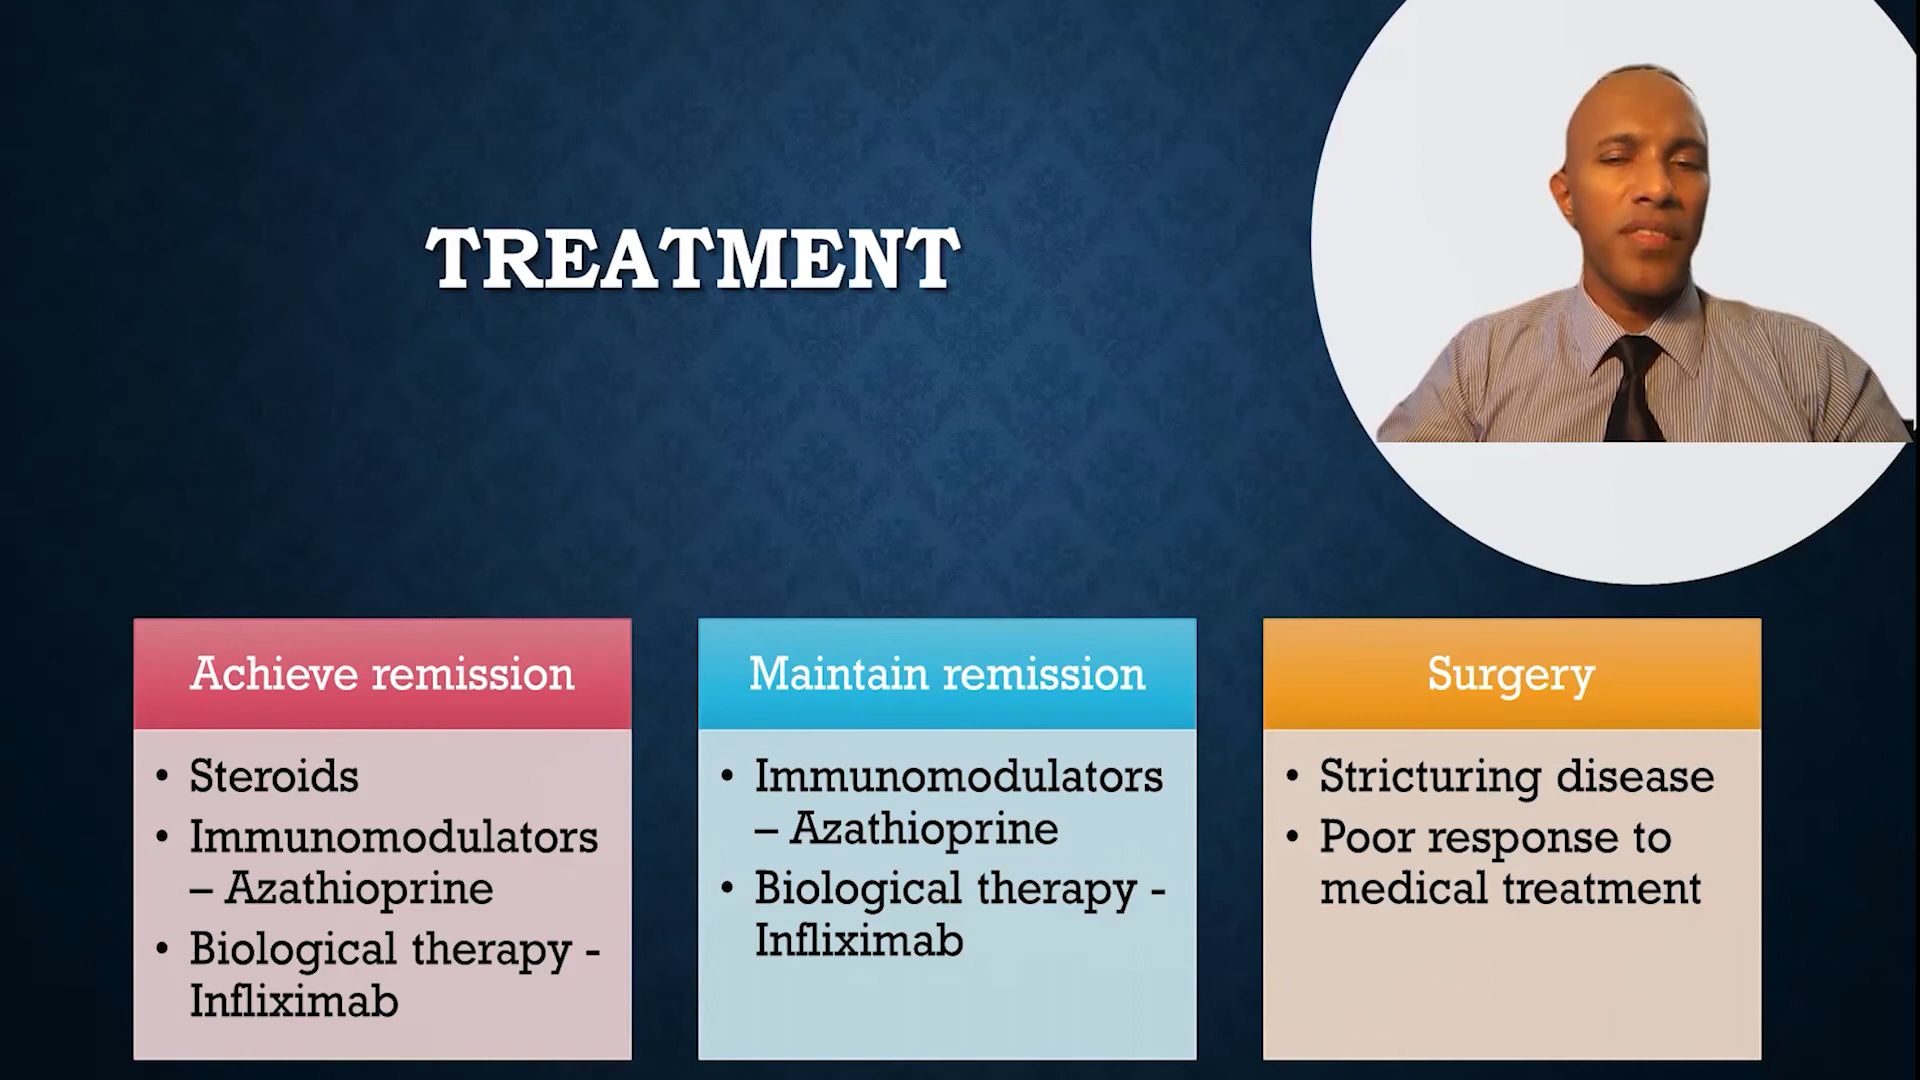 TREATMENT
Achieve remission
• Steroids
• Immunomodulators
– Azathioprine
• Biological therapy -
Infliximab
Maintain remission
• Immunomodulators
– Azathioprine
• Biological therapy -
Infliximab
Surgery
• Stricturing disease
• Poor response to
medical treatment